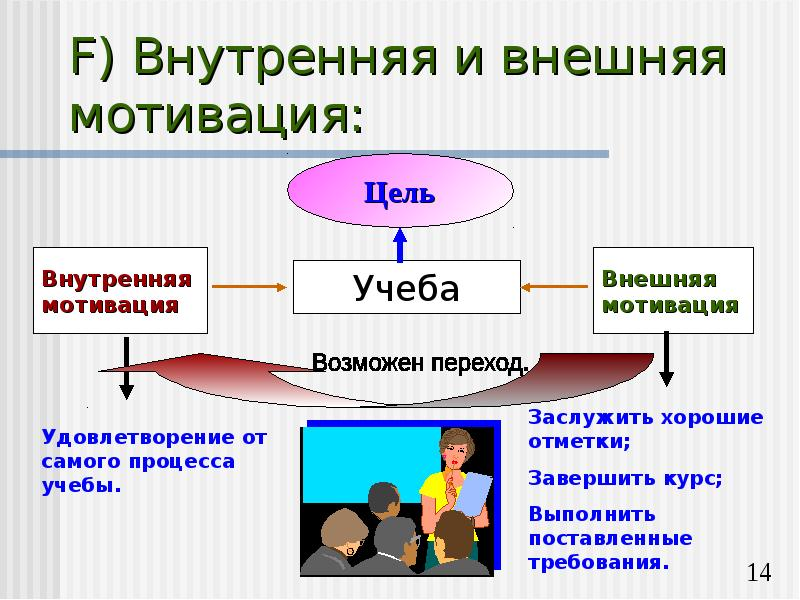 F) Внутренняя и внешняя
мотивация:
Цель
Внутренняя
мотивация
Учеба
Внешняя
мотивация
Возможен переход.
Удовлетворение от
самого процесса
учебы.
Заслужить хорошие
отметки;
Завершить курс;
Выполнить
поставленные
требования.
14